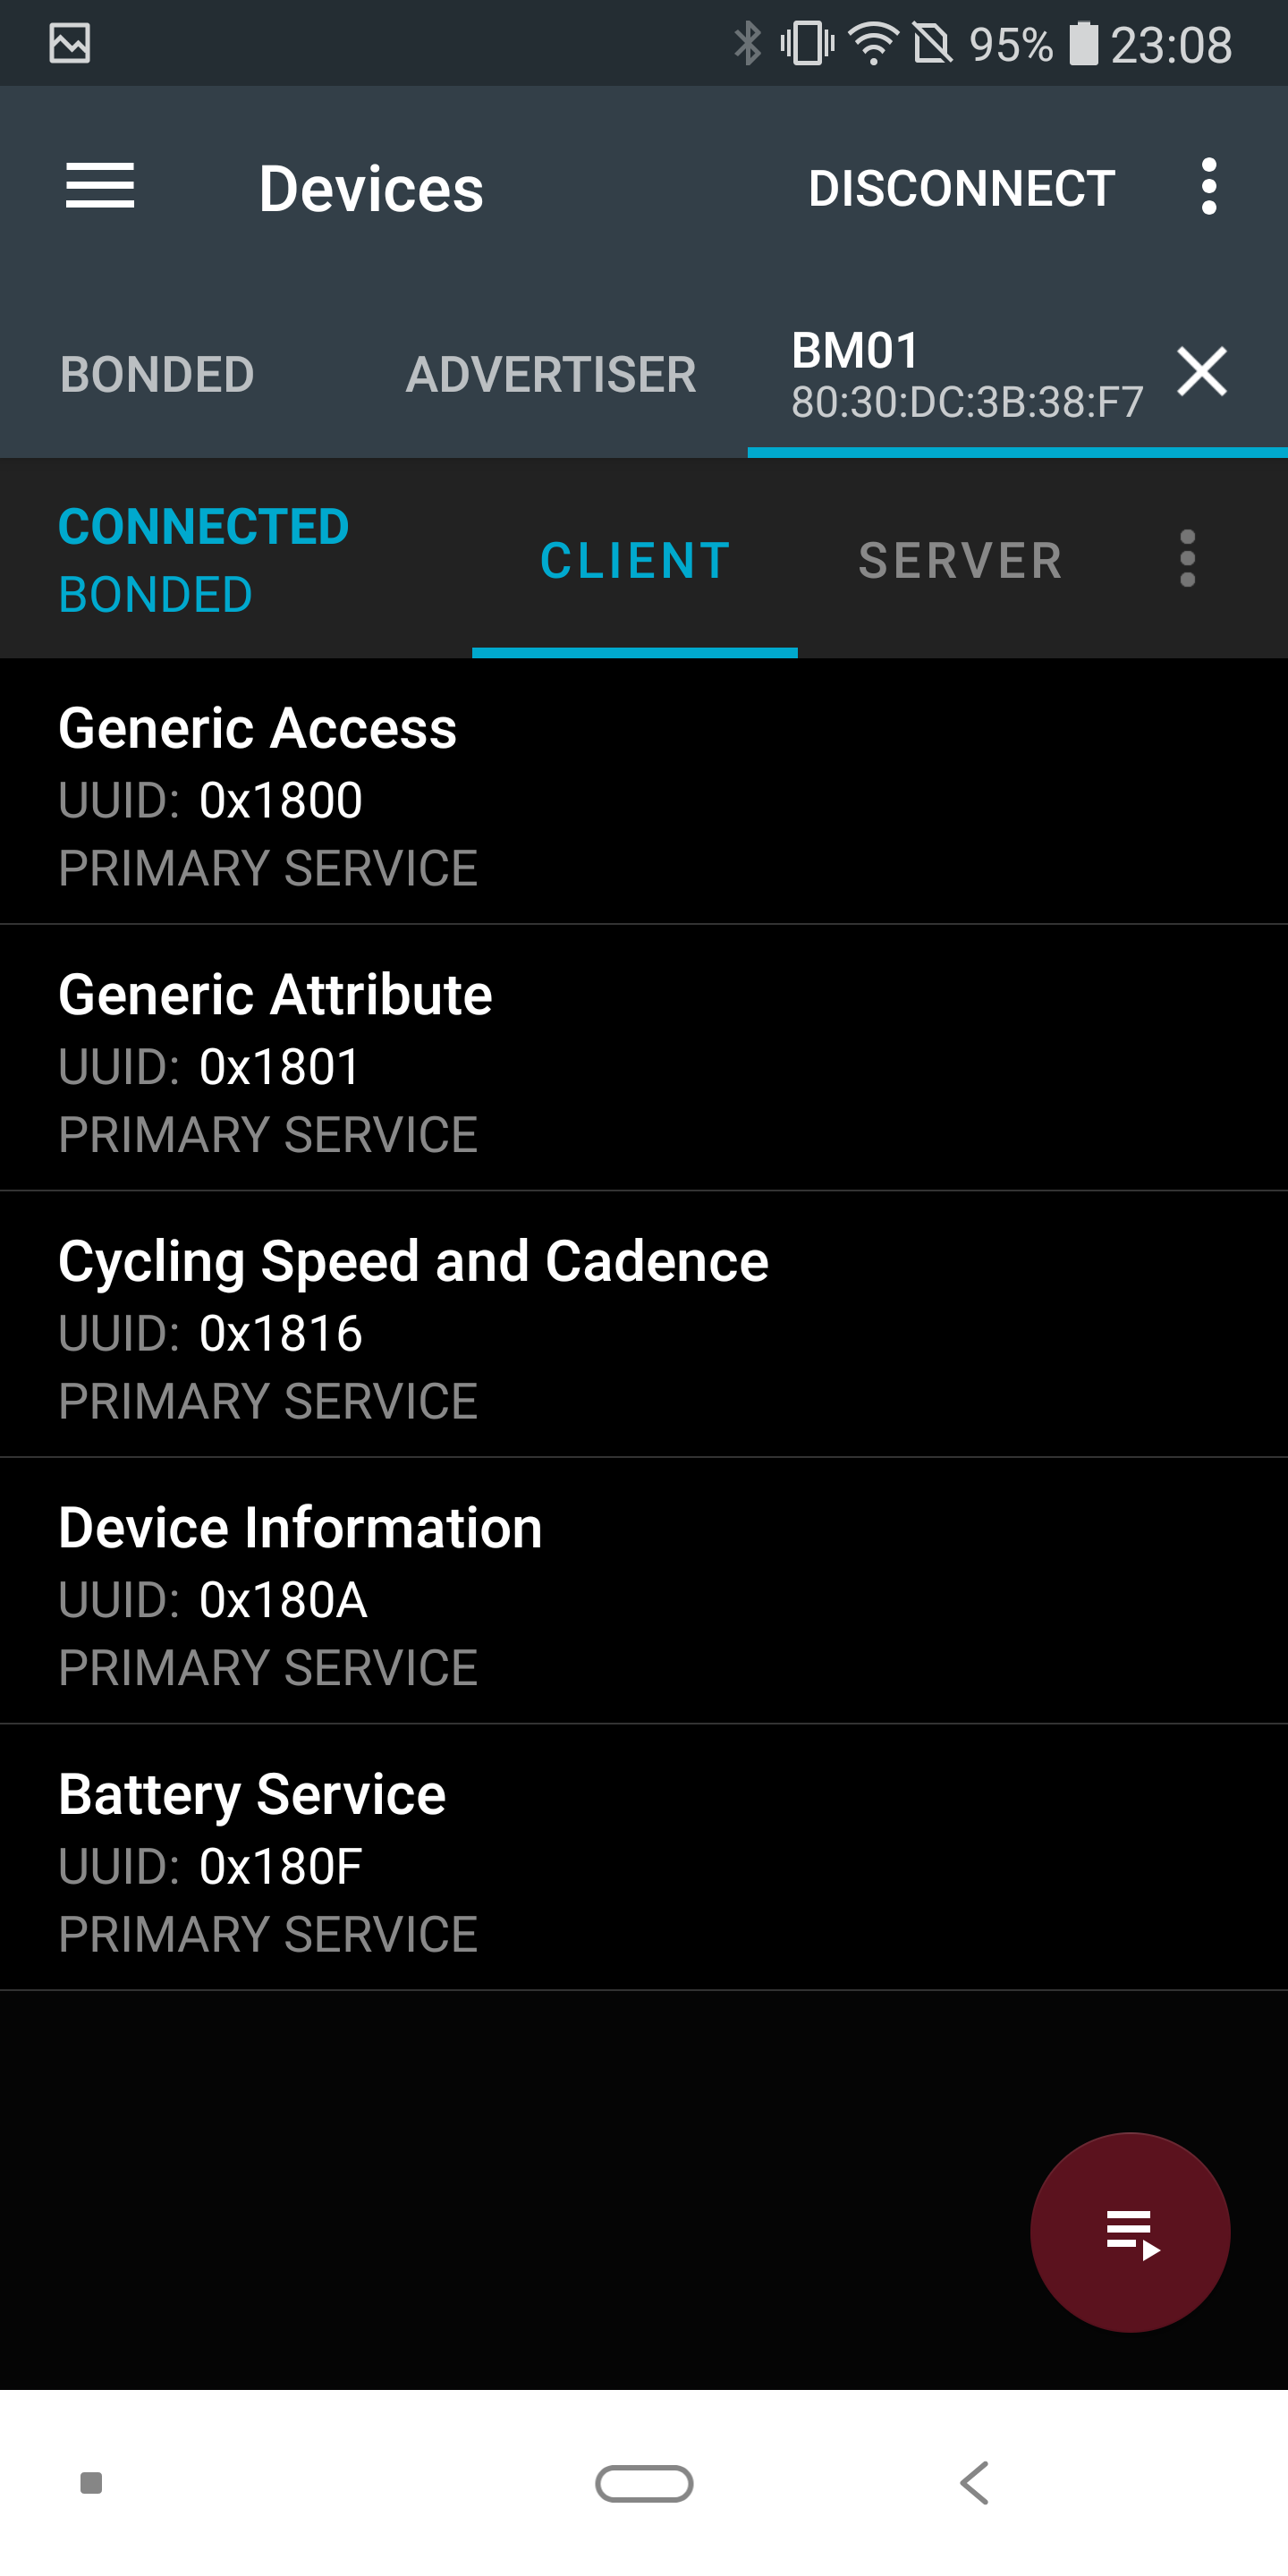 95% 23:08
Devices DISCONNECT
BONDED ADVERTISER BM01
80:30:DC:3B:38:F7
CONNECTED
BONDED
CLIENT SERVER
Generic Access
UUID: 0x1800
PRIMARY SERVICE
Generic Attribute
UUID: 0x1801
PRIMARY SERVICE
Cycling Speed and Cadence
UUID: 0x1816
PRIMARY SERVICE
Device Information
UUID: 0x180A
PRIMARY SERVICE
Battery Service
UUID: 0x180F
PRIMARY SERVICE